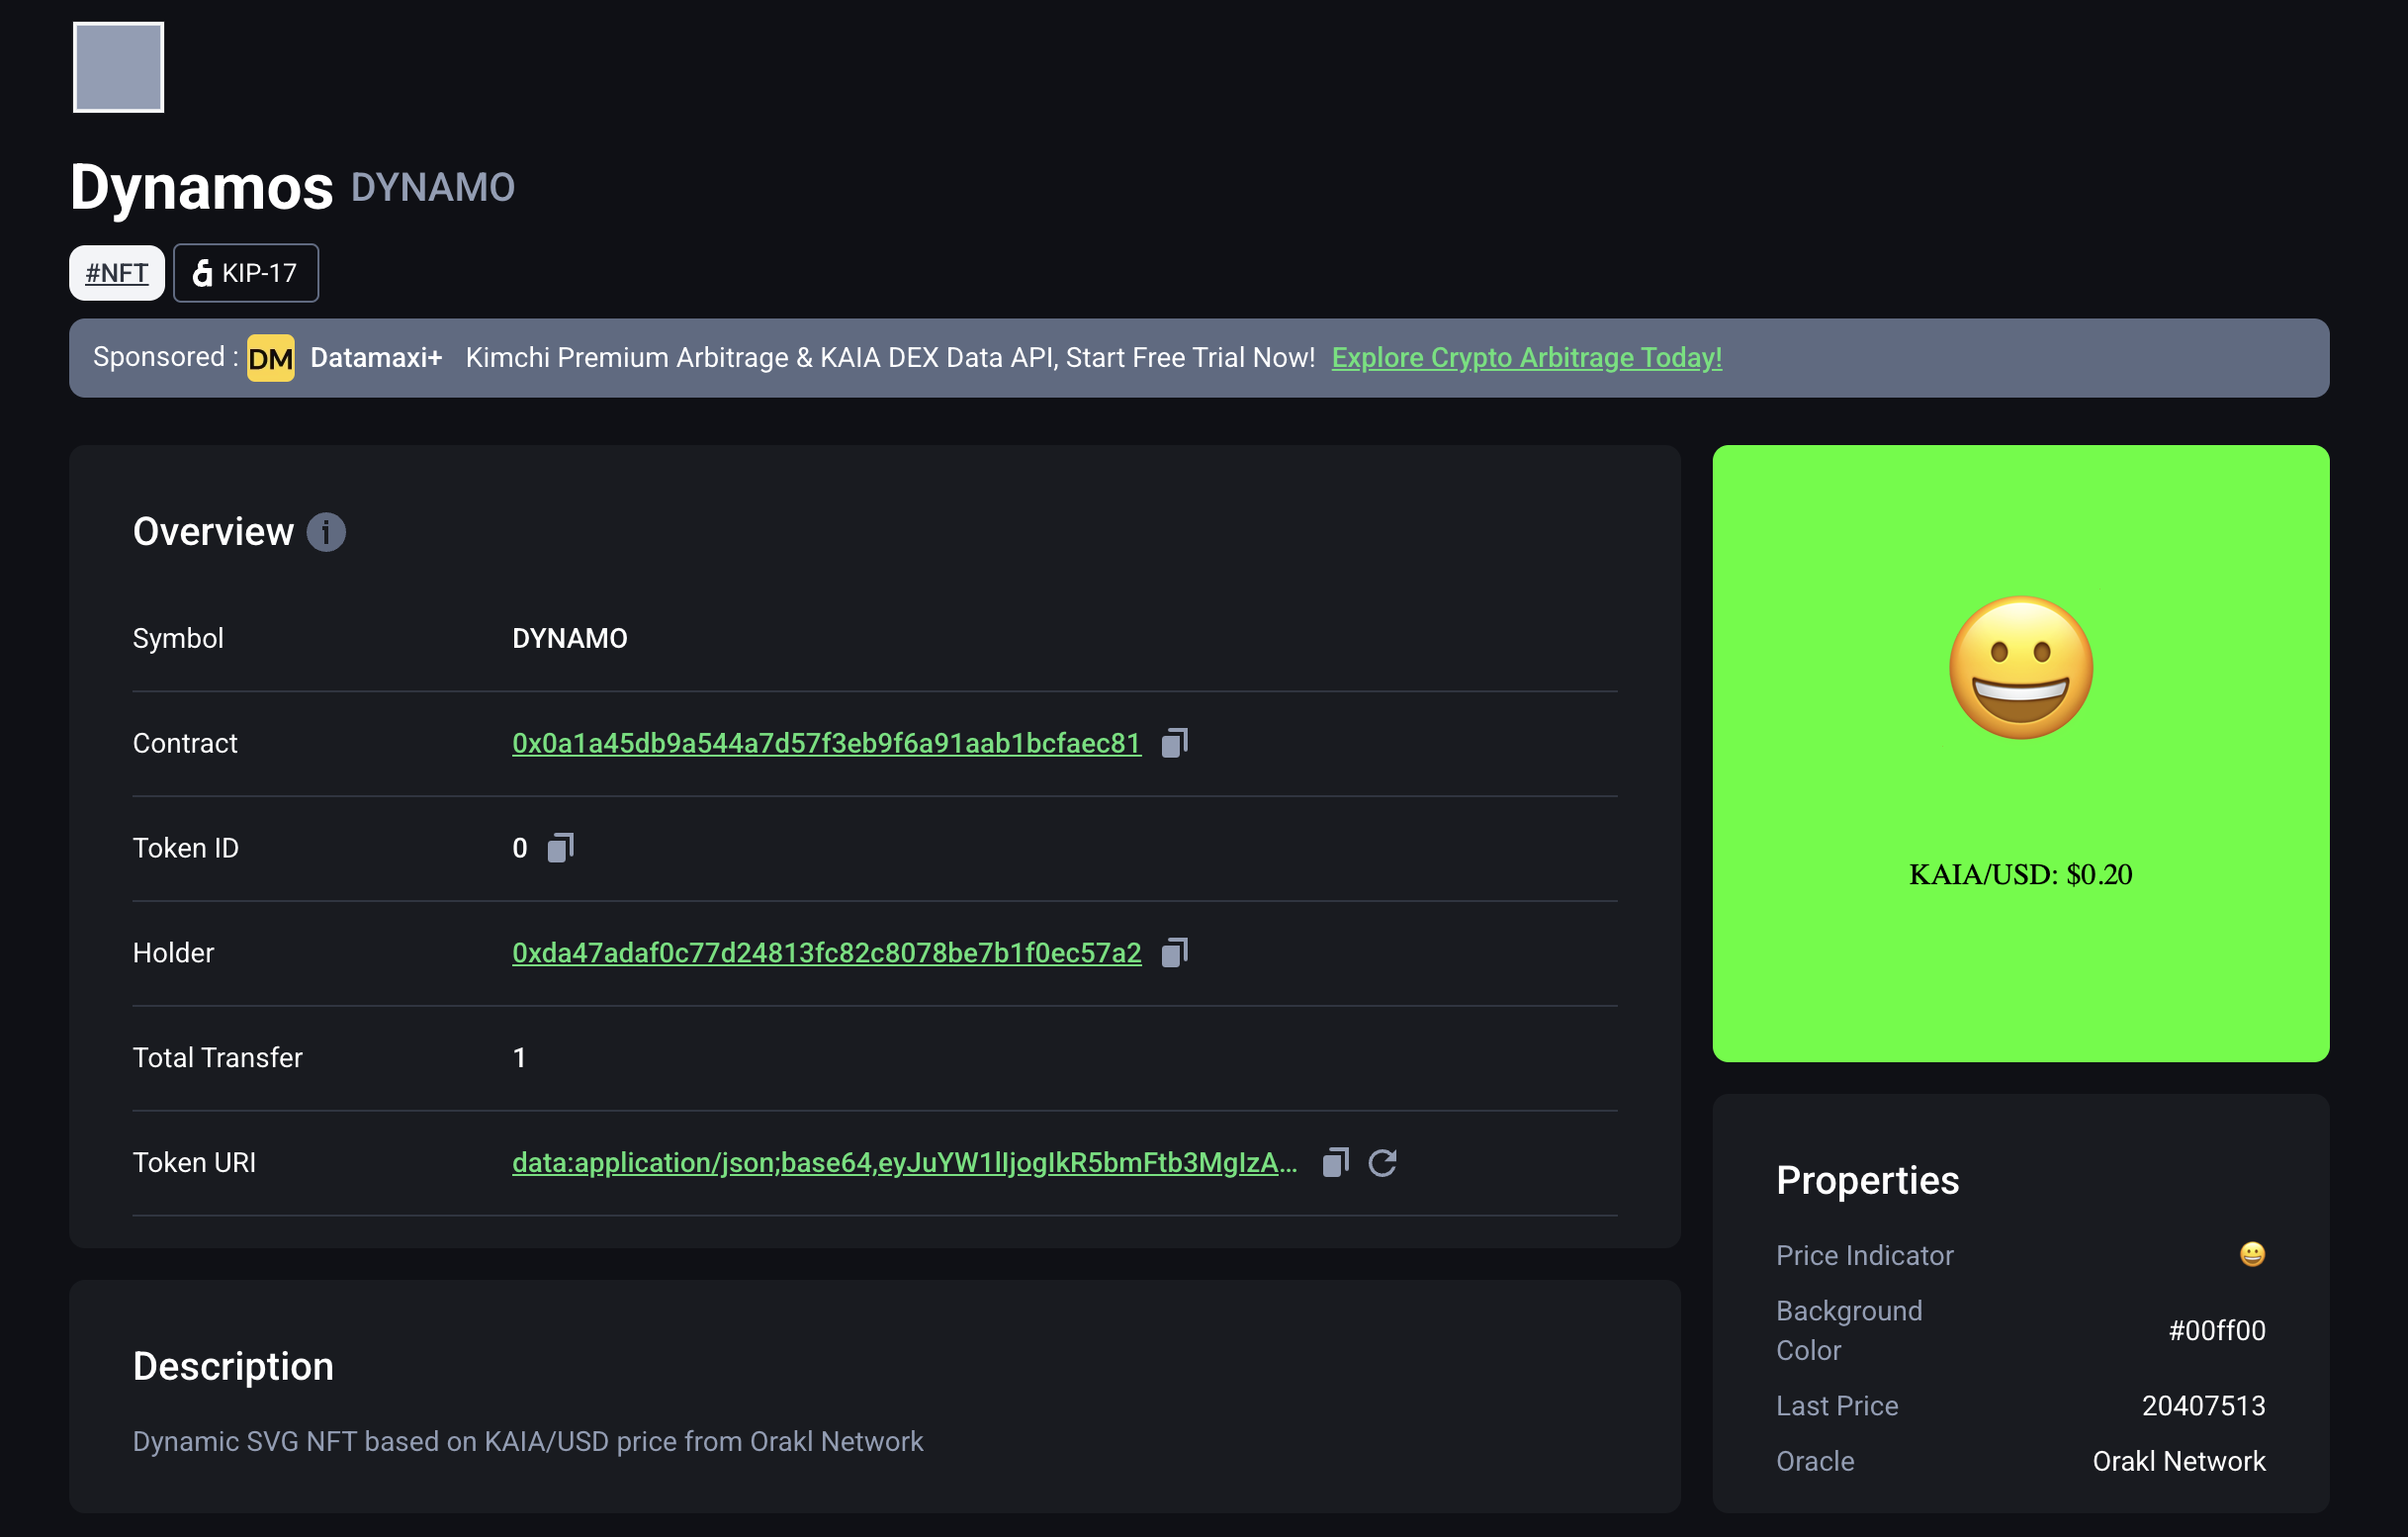 Dynamos DYNAMO
#NFT KIP-17
Sponsored : DM Datamaxi+ Kimchi Premium Arbitrage & KAIA DEX Data API, Start Free Trial Now! Explore Crypto Arbitrage Today!
Overview i
Symbol DYNAMO
Contract 0x0a1a45db9a544a7d57f3eb9f6a91aab1bcfaec81
Token ID 0
Holder 0xda47adaf0c77d24813fc82c8078be7b1f0ec57a2
Total Transfer 1
Token URI data:application/json;base64,eyJuYW1lIjogIkR5bmFtb3MgIzA...
Description
Dynamic SVG NFT based on KAIA/USD price from Orakl Network
KAIA/USD: $0.20
Properties
Price Indicator 😀
Background
Color #00ff00
Last Price 20407513
Oracle Orakl Network